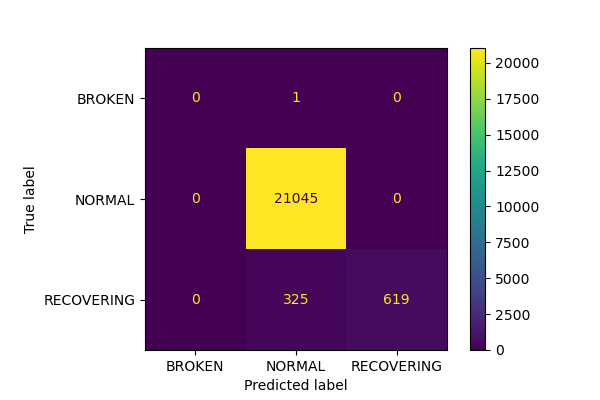 BROKEN 0 1 0
NORMAL 0 21045 0
RECOVERING 0 325 619
BROKEN NORMAL RECOVERING
Predicted label
True label
20000
17500
15000
12500
10000
7500
5000
2500
0